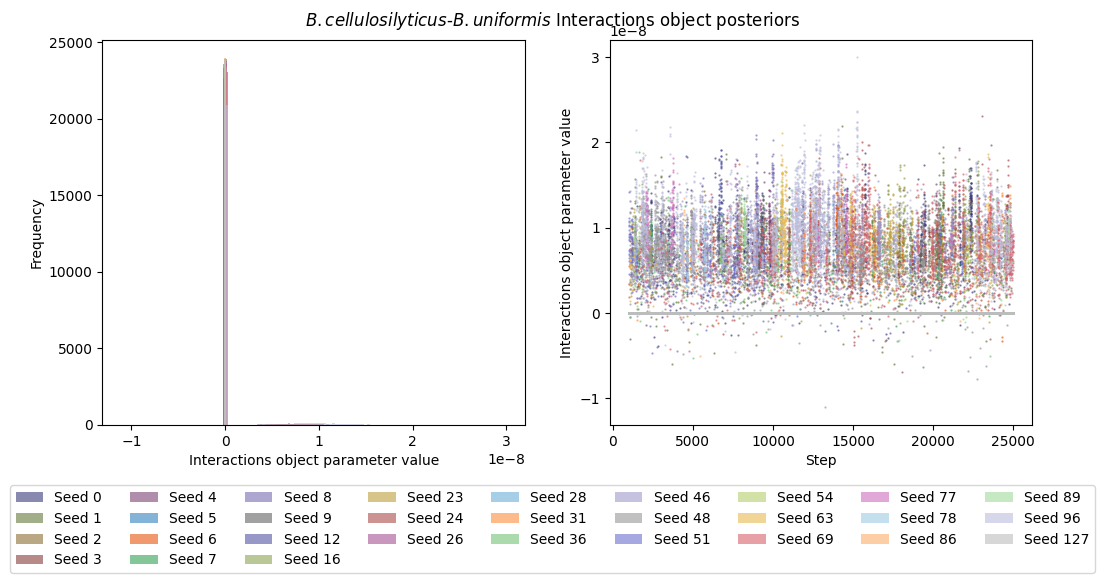 B.cellulosilyticus-B.uniformis Interactions object posteriors
Frequency
25000
20000
15000
10000
5000
0
−1
0
1
2
3
1e−8
Interactions object parameter value
1e−8
Interactions object parameter value
3
2
1
0
−1
0
5000
10000
15000
20000
25000
Step
Seed 0 Seed 4 Seed 8 Seed 23 Seed 28 Seed 46 Seed 54 Seed 77 Seed 89
Seed 1 Seed 5 Seed 9 Seed 24 Seed 31 Seed 48 Seed 63 Seed 78 Seed 96
Seed 2 Seed 6 Seed 12 Seed 26 Seed 36 Seed 51 Seed 69 Seed 86 Seed 127
Seed 3 Seed 7 Seed 16